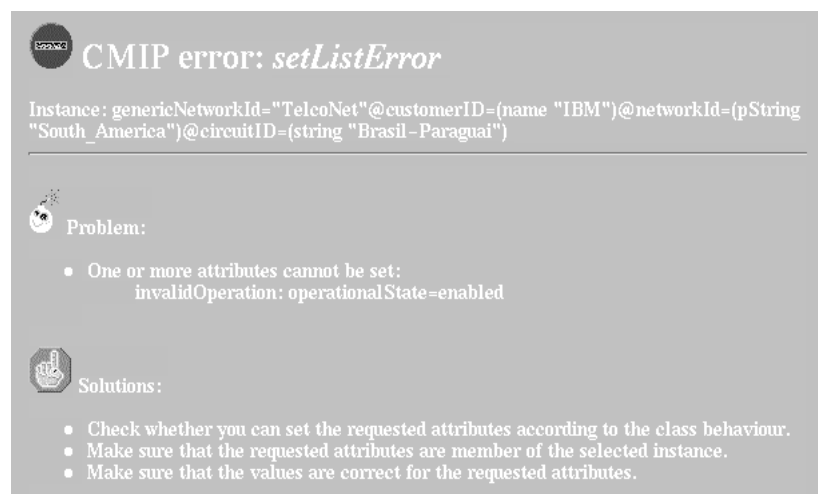 CMIP error: setListError
Instance: genericNetworkId="TelcoNet"@customerID=(name "IBM")@networkId=(pString
"South_America")@circuitID=(string "Brasil-Paraguai")
Problem:
• One or more attributes cannot be set:
invalidOperation: operationalState=enabled
Solutions:
• Check whether you can set the requested attributes according to the class behaviour.
• Make sure that the requested attributes are member of the selected instance.
• Make sure that the values are correct for the requested attributes.